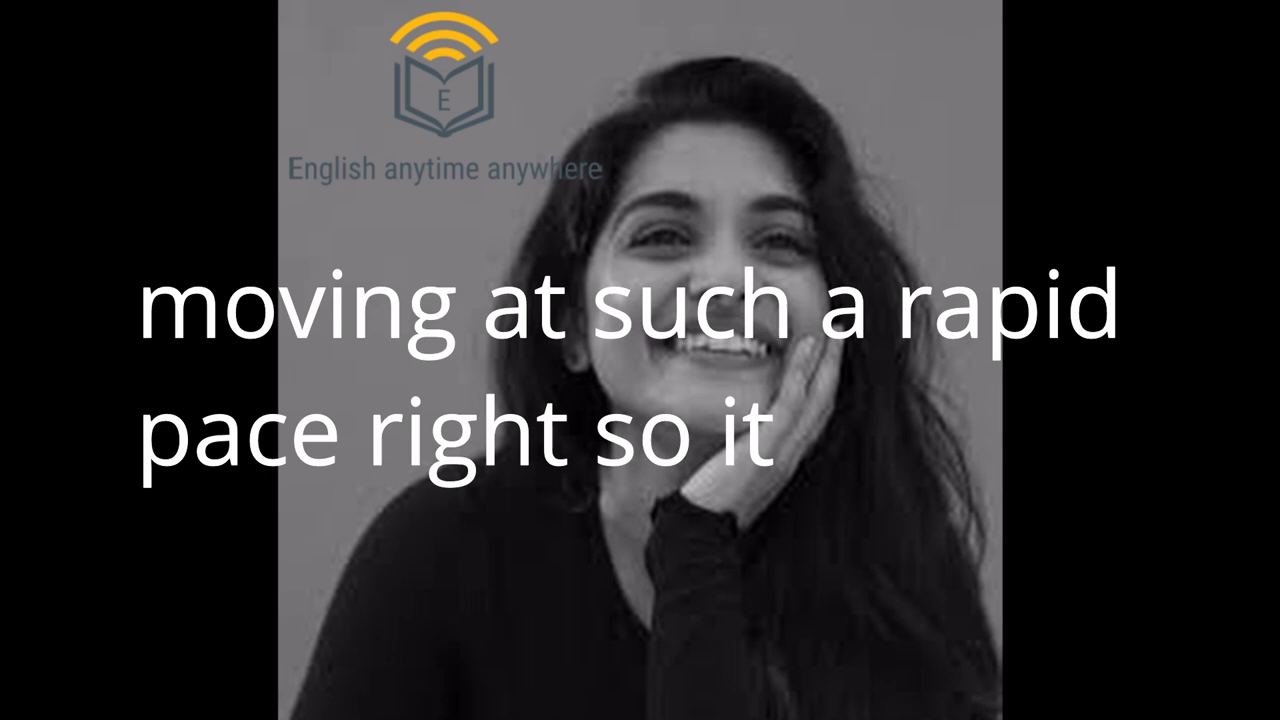 E
English anytime anywhere
moving at such a rapid
pace right so it